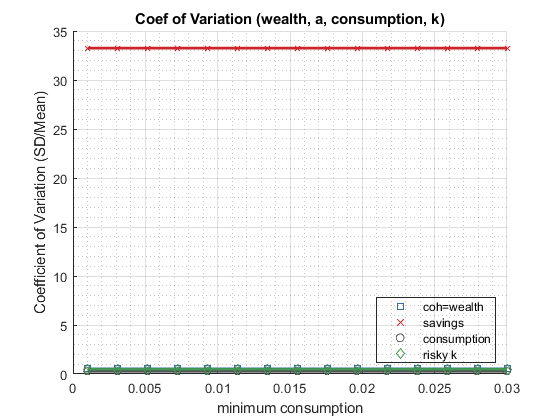 Coef of Variation (wealth, a, consumption, k)
35
30
25
20
15
10
5
0
Coefficient of Variation (SD/Mean)
coh=wealth
savings
consumption
risky k
0 0.005 0.01 0.015 0.02 0.025 0.03
minimum consumption